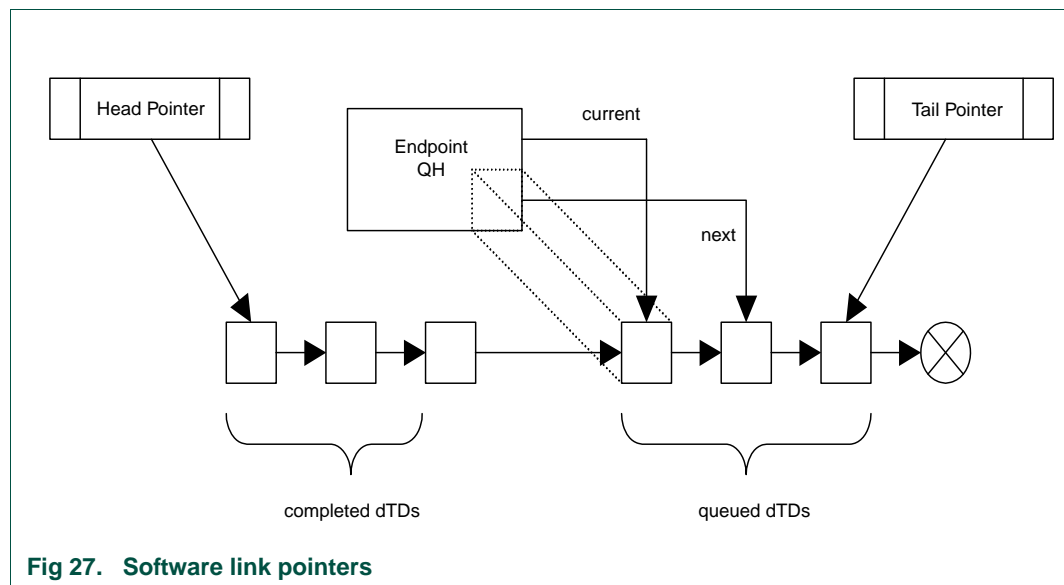 Head Pointer
Endpoint
QH
current
next
Tail Pointer
completed dTDs
queued dTDs
Fig 27. Software link pointers